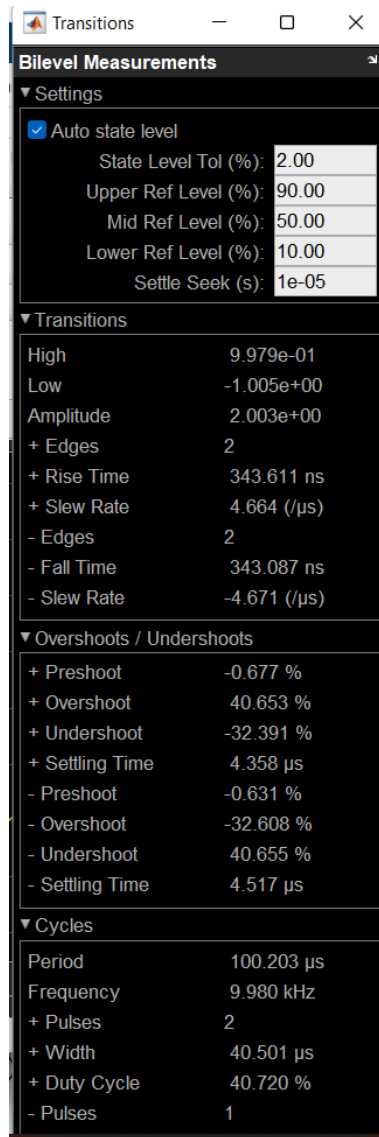 Transitions
Bilevel Measurements
Settings
Auto state level
State Level Tol (%): 2.00
Upper Ref Level (%): 90.00
Mid Ref Level (%): 50.00
Lower Ref Level (%): 10.00
Settle Seek (s): 1e-05
Transitions
High 9.979e-01
Low -1.005e+00
Amplitude 2.003e+00
+ Edges 2
+ Rise Time 343.611 ns
+ Slew Rate 4.664 (/µs)
- Edges 2
- Fall Time 343.087 ns
- Slew Rate -4.671 (/µs)
Overshoots / Undershoots
+ Preshoot -0.677 %
+ Overshoot 40.653 %
+ Undershoot -32.391 %
+ Settling Time 4.358 µs
- Preshoot -0.631 %
- Overshoot -32.608 %
- Undershoot 40.655 %
- Settling Time 4.517 µs
Cycles
Period 100.203 µs
Frequency 9.980 kHz
+ Pulses 2
+ Width 40.501 µs
+ Duty Cycle 40.720 %
- Pulses 1